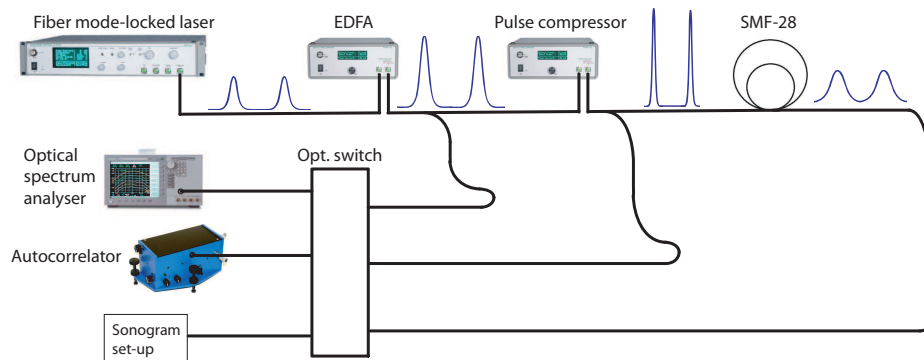 Fiber mode-locked laser
EDFA
Pulse compressor
SMF-28
Optical
spectrum
analyser
Opt. switch
Autocorrelator
Sonogram
set-up